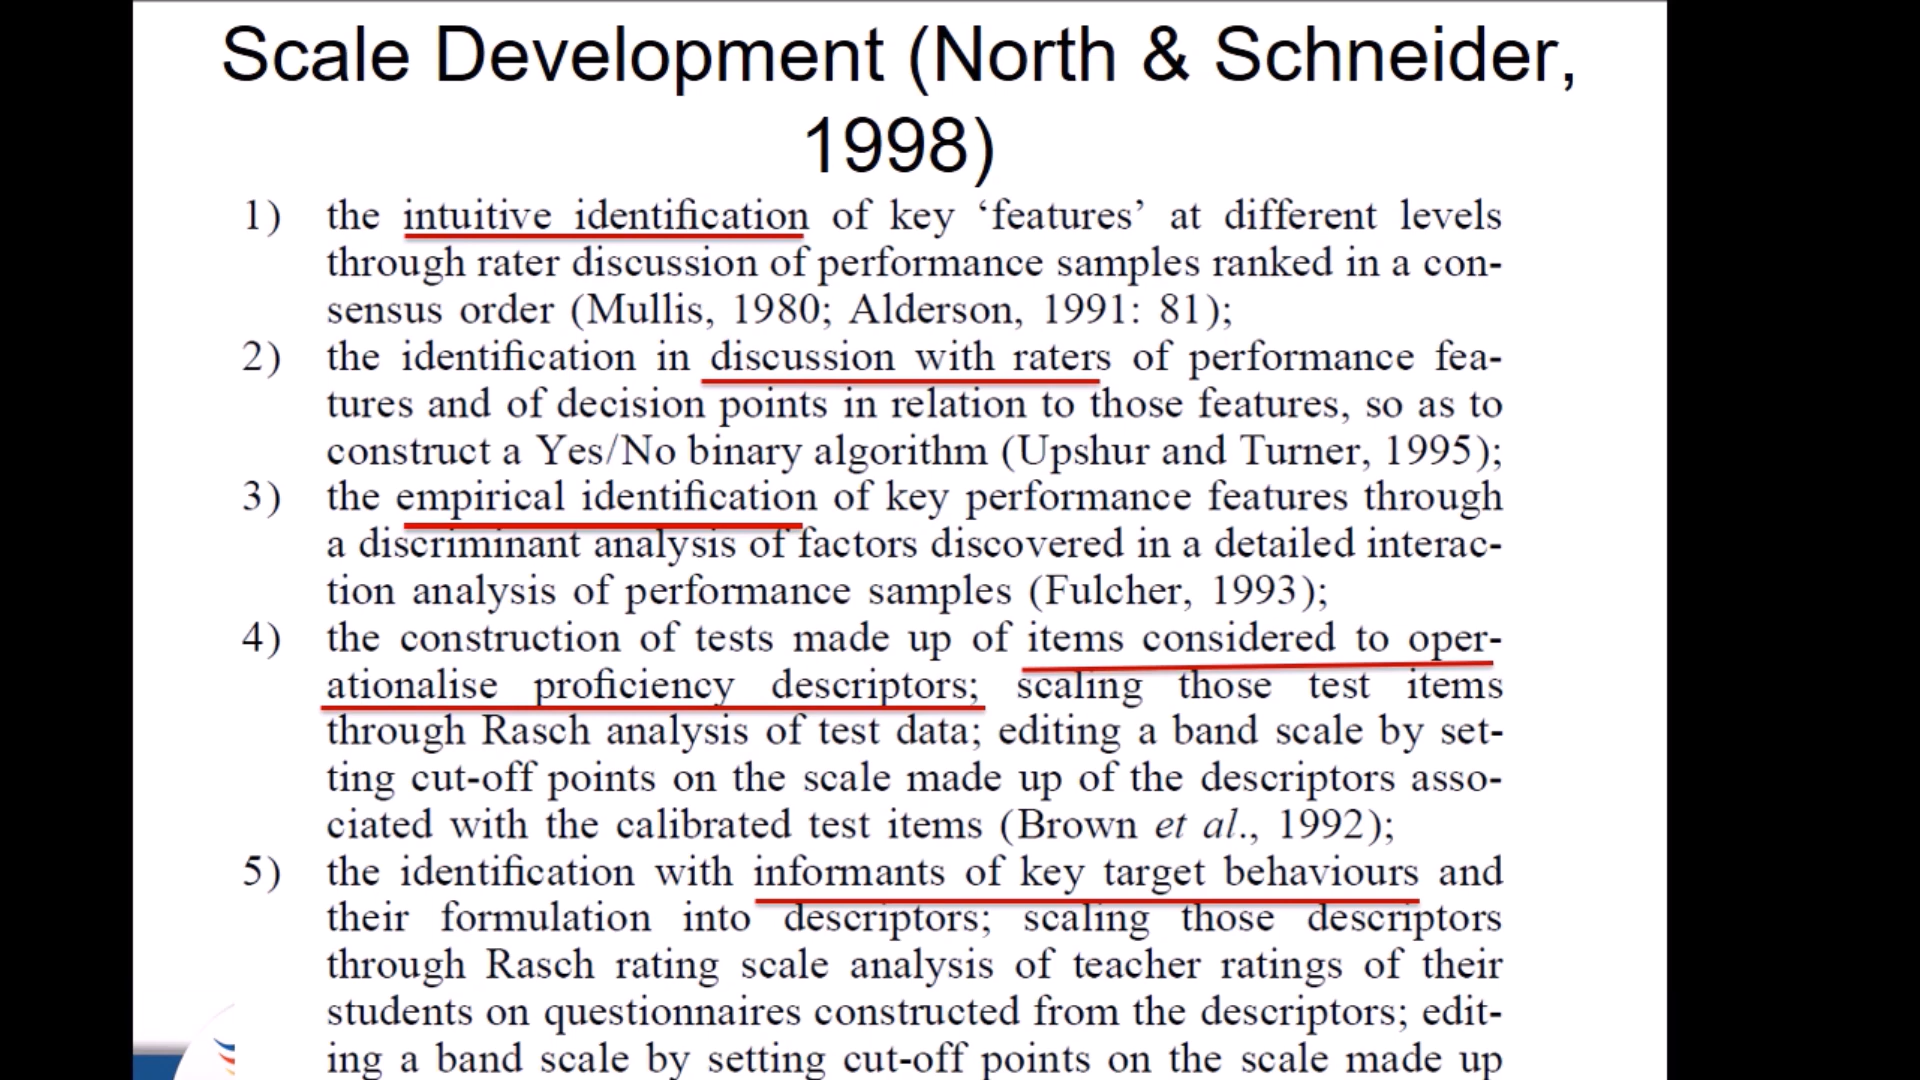 Scale Development (North & Schneider,
1998)
1) the intuitive identification of key ‘features’ at different levels
through rater discussion of performance samples ranked in a con-
sensus order (Mullis, 1980; Alderson, 1991: 81);
2) the identification in discussion with raters of performance fea-
tures and of decision points in relation to those features, so as to
construct a Yes/No binary algorithm (Upshur and Turner, 1995);
3) the empirical identification of key performance features through
a discriminant analysis of factors discovered in a detailed interac-
tion analysis of performance samples (Fulcher, 1993);
4) the construction of tests made up of items considered to oper-
ationalise proficiency descriptors; scaling those test items
through Rasch analysis of test data; editing a band scale by set-
ting cut-off points on the scale made up of the descriptors asso-
ciated with the calibrated test items (Brown et al., 1992);
5) the identification with informants of key target behaviours and
their formulation into descriptors; scaling those descriptors
through Rasch rating scale analysis of teacher ratings of their
students on questionnaires constructed from the descriptors; edit-
ing a band scale by setting cut-off points on the scale made up